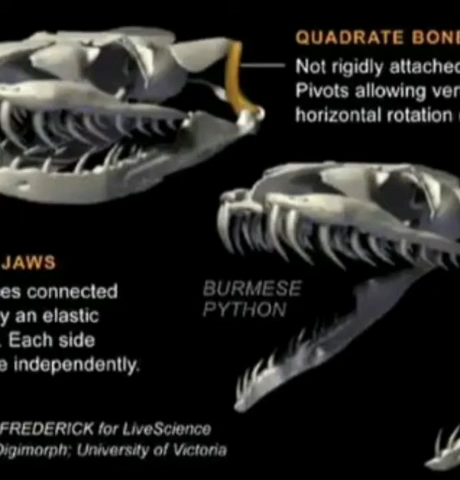 QUADRATE BONE
Not rigidly attached
Pivots allowing ver
horizontal rotation
JAWS
es connected
y an elastic
. Each side
e independently.
BURMESE
PYTHON
FREDERICK for LiveScience
Digimorph; University of Victoria